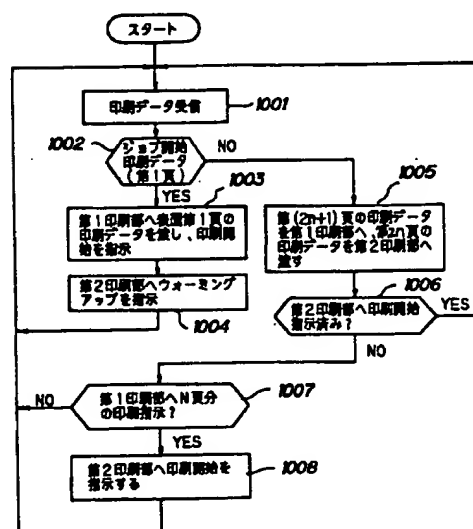 スタート
印刷データ受信
1001
1002
ジョブ開始
印刷データ
(第1頁)
NO
YES
1003
第1印刷部へ表面第1頁の
印刷データを渡し、印刷開
始を指示
第2印刷部へウォーミング
アップを指示
1004
1005
第(2n+1)頁の印刷データ
を第1印刷部へ、第2n頁の
印刷データを第2印刷部へ
渡す
1006
第2印刷部へ印刷開始
指示済み?
YES
NO
1007
NO
第1印刷部へN頁分
の印刷指示?
YES
1008
第2印刷部へ印刷開始を
指示する